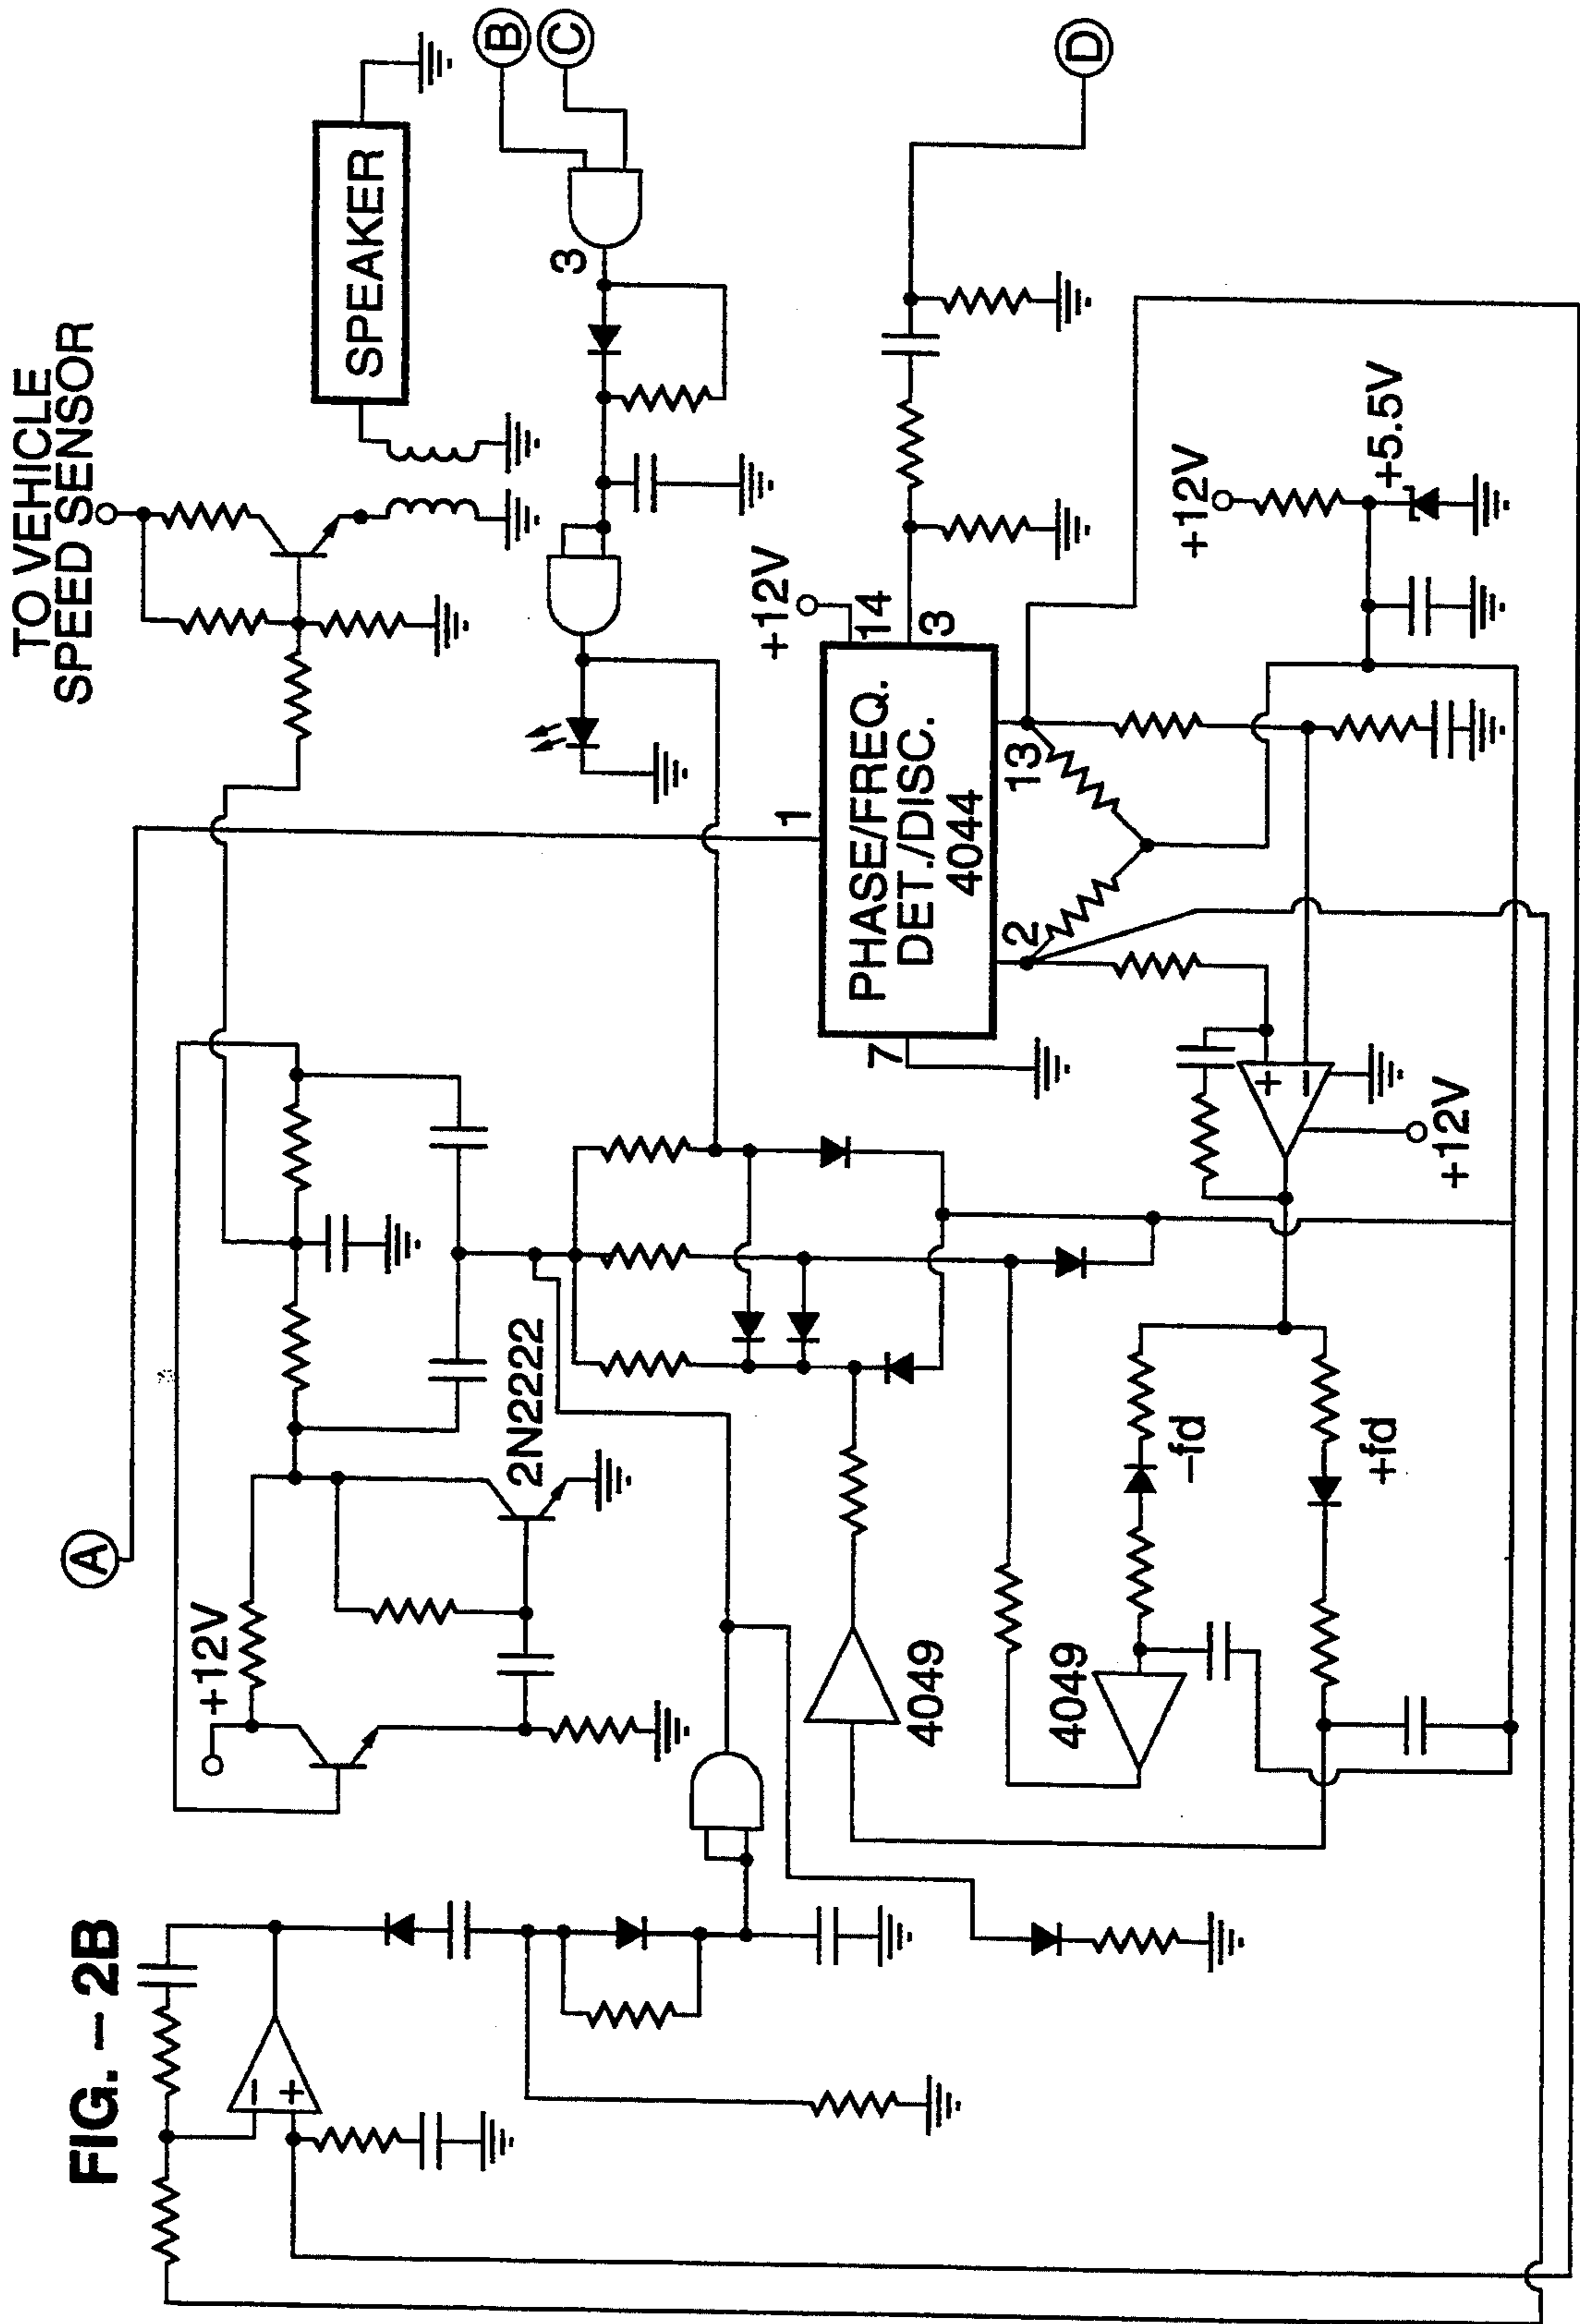 FIG. – 2B
A
TO VEHICLE
SPEED SENSOR
SPEAKER
B
C
D
+12V
2N2222
3
+12V
1
14
3
PHASE/FREQ.
DET./DISC.
4044
7
2
13
+12V
+5.5V
4049
4049
–fd
+fd
+
–
+12V
–
+